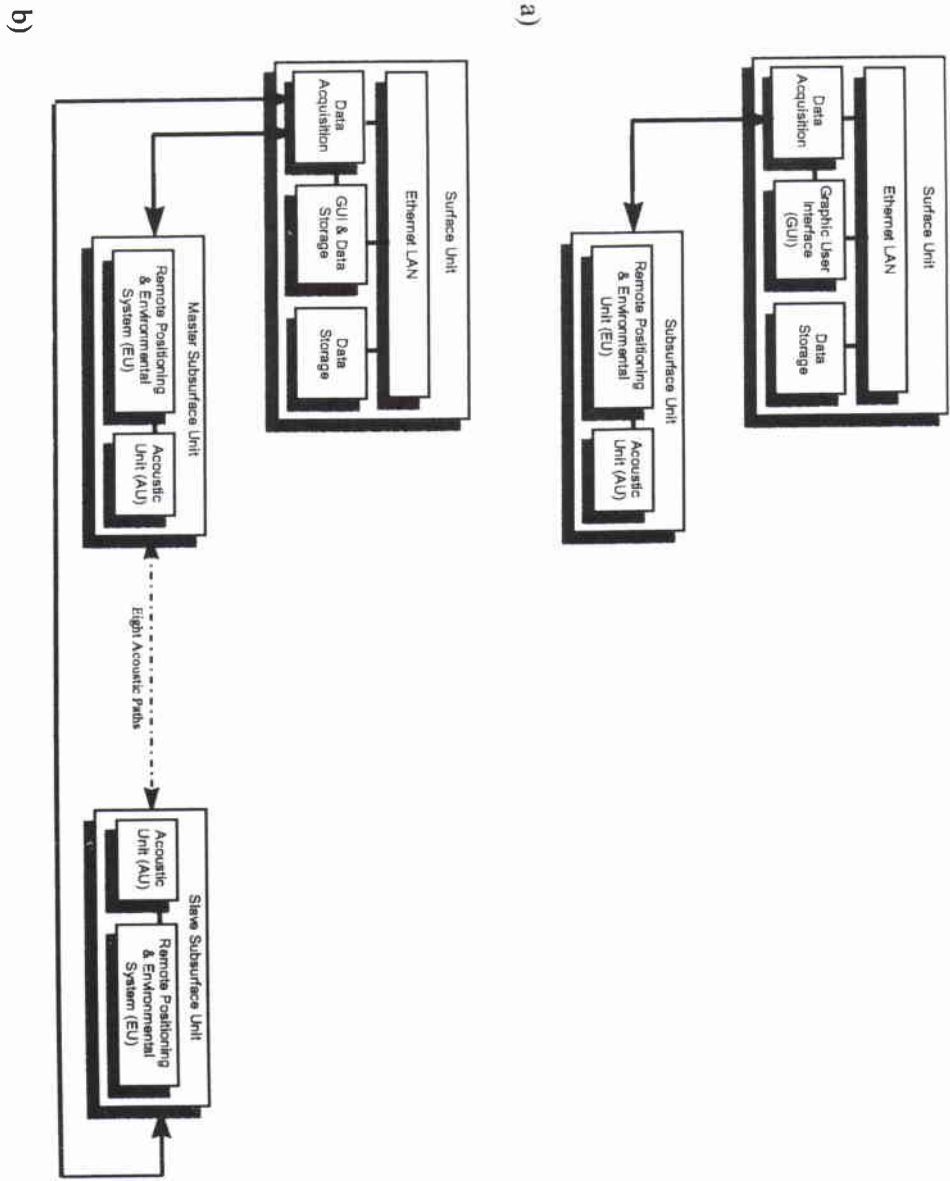 a)
Surface Unit
Ethernet LAN
Data
Acquisition
Graphic User
Interface
(GUI)
Data
Storage
Subsurface Unit
Remote Positioning
& Environmental
Unit (EU)
Acoustic
Unit (AU)
b)
Surface Unit
Ethernet LAN
Data
Acquisition
GUI & Data
Storage
Data
Storage
Master Subsurface Unit
Remote Positioning
& Environmental
System (EU)
Acoustic
Unit (AU)
Eight Acoustic Paths
Slave Subsurface Unit
Acoustic
Unit (AU)
Remote Positioning
& Environmental
System (EU)